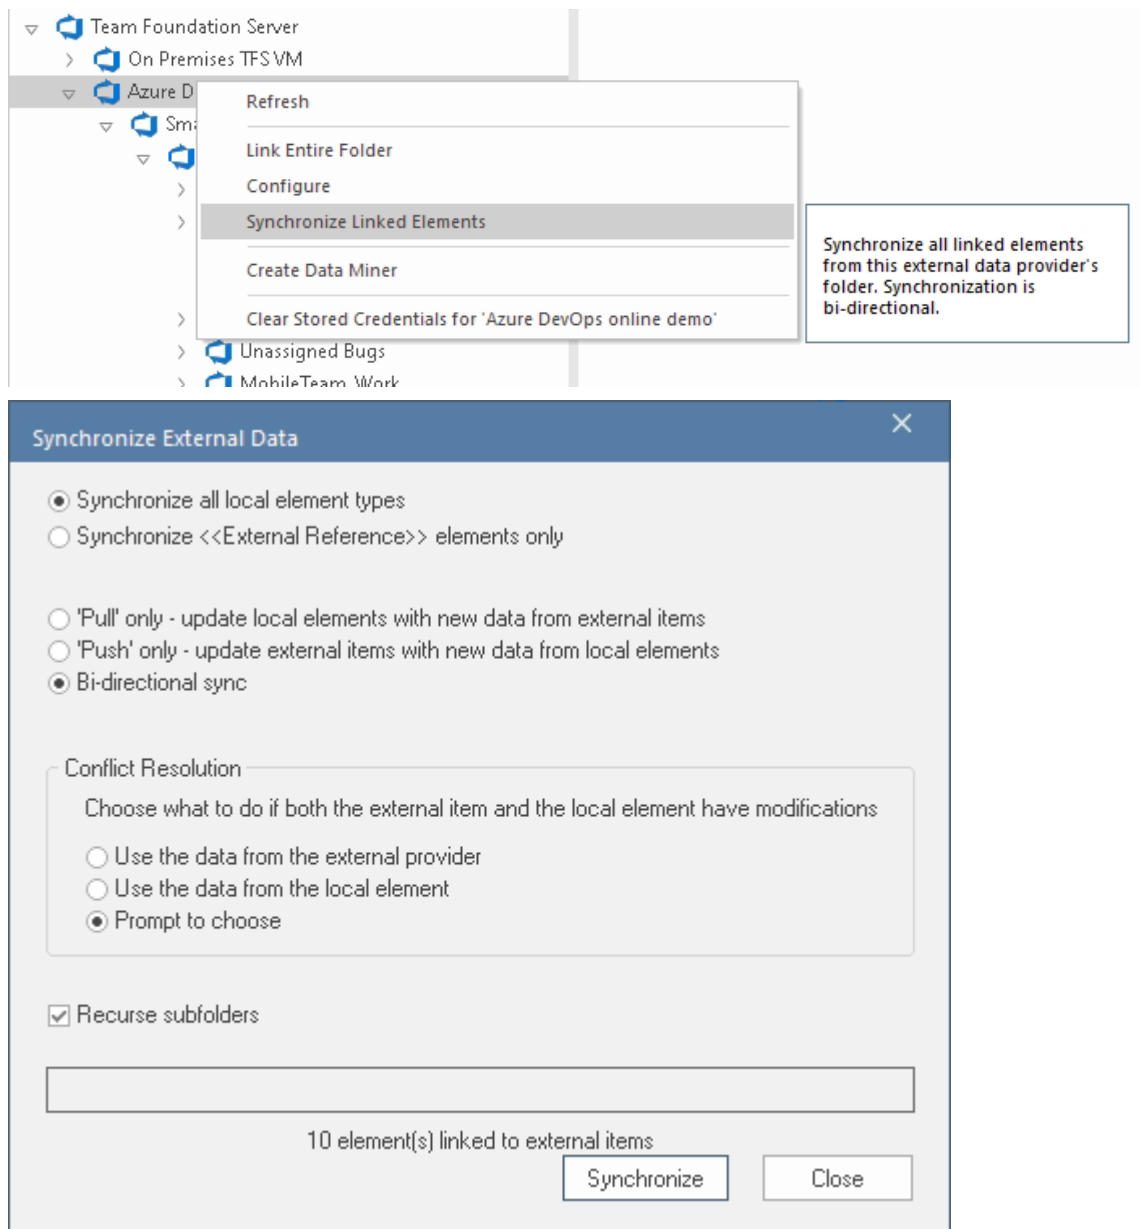 Team Foundation Server
On Premises TFS VM
Azure D
Refresh
Sma
Link Entire Folder
Configure
Synchronize Linked Elements
Synchronize all linked elements
from this external data provider's
folder. Synchronization is
bi-directional.
Create Data Miner
Clear Stored Credentials for 'Azure DevOps online demo'
Unassigned Bugs
MobileTeam_Work
Synchronize External Data
Synchronize all local element types
Synchronize <<External Reference>> elements only
'Pull' only - update local elements with new data from external items
'Push' only - update external items with new data from local elements
Bi-directional sync
Conflict Resolution
Choose what to do if both the external item and the local element have modifications
Use the data from the external provider
Use the data from the local element
Prompt to choose
Recurse subfolders
10 element(s) linked to external items
Synchronize Close